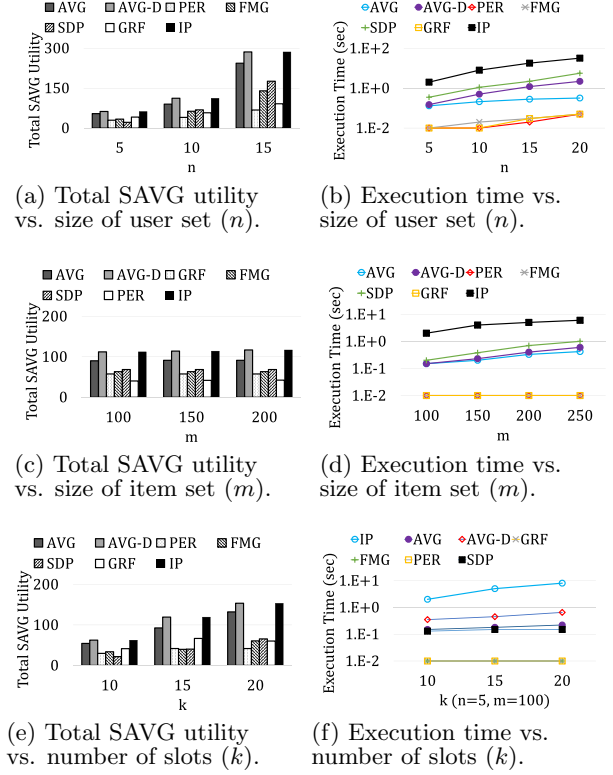 AVG AVG-D PER FMG
SDP GRF IP
Total SAVG Utility
300
150
0
5 10 15
n
(a) Total SAVG utility
vs. size of user set (n).
AVG AVG-D PER FMG
SDP GRF IP
Execution Time (sec)
1.E+2
1.E+0
1.E-2
5 10 15 20
n
(b) Execution time vs.
size of user set (n).
AVG AVG-D GRF FMG
SDP PER IP
Total SAVG Utility
200
100
0
100 150 200
m
(c) Total SAVG utility
vs. size of item set (m).
AVG AVG-D PER FMG
SDP GRF IP
Execution Time (sec)
1.E+1
1.E+0
1.E-1
1.E-2
100 150 200 250
m
(d) Execution time vs.
size of item set (m).
AVG AVG-D PER FMG
SDP GRF IP
Total SAVG Utility
200
150
100
50
0
10 15 20
k
(e) Total SAVG utility
vs. number of slots (k).
IP AVG AVG-D GRF
FMG PER SDP
Execution Time (sec)
1.E+1
1.E+0
1.E-1
1.E-2
10 15 20
k (n=5, m=100)
(f) Execution time vs.
number of slots (k).